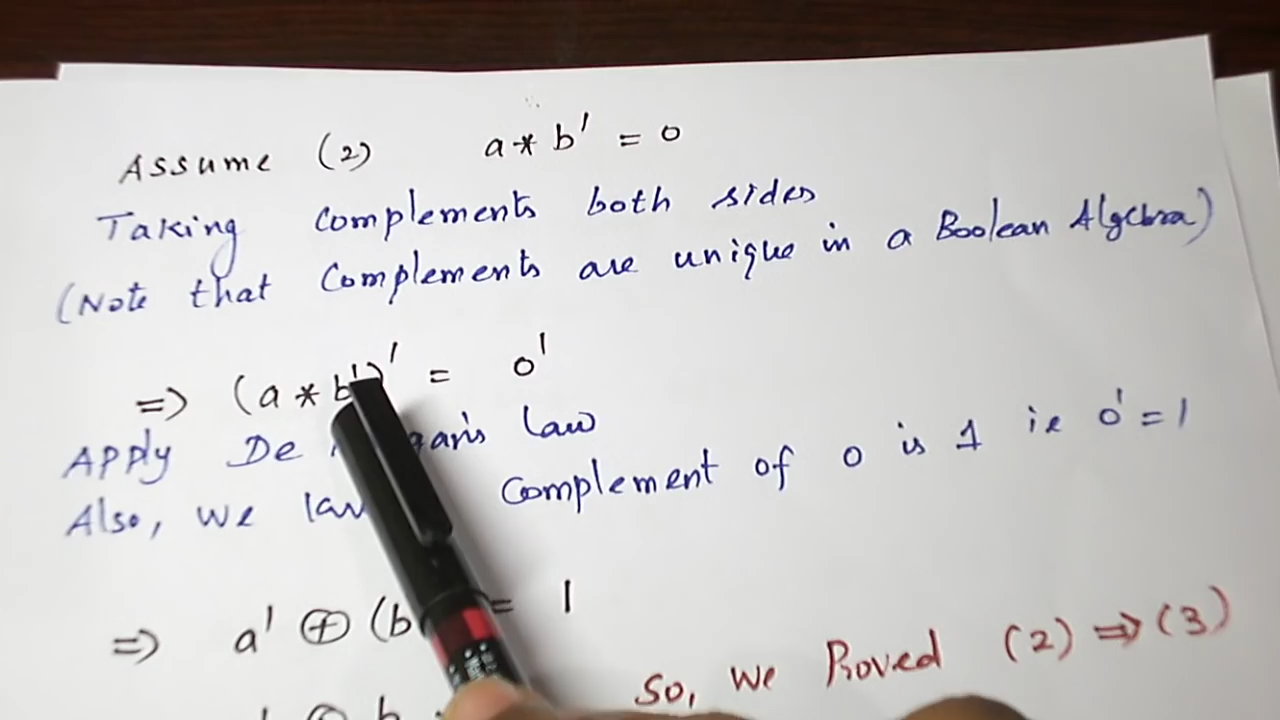 Assume (2) a * b' = 0
Taking complements both sides
(Note that complements are unique in a Boolean Algebra)
=> (a * b')' = 0'
Apply De law
Also, we complement of 0 is 1 ie 0' = 1
=> a' ⊕ (b = 1
So, we Proved (2) => (3)
⊕ b